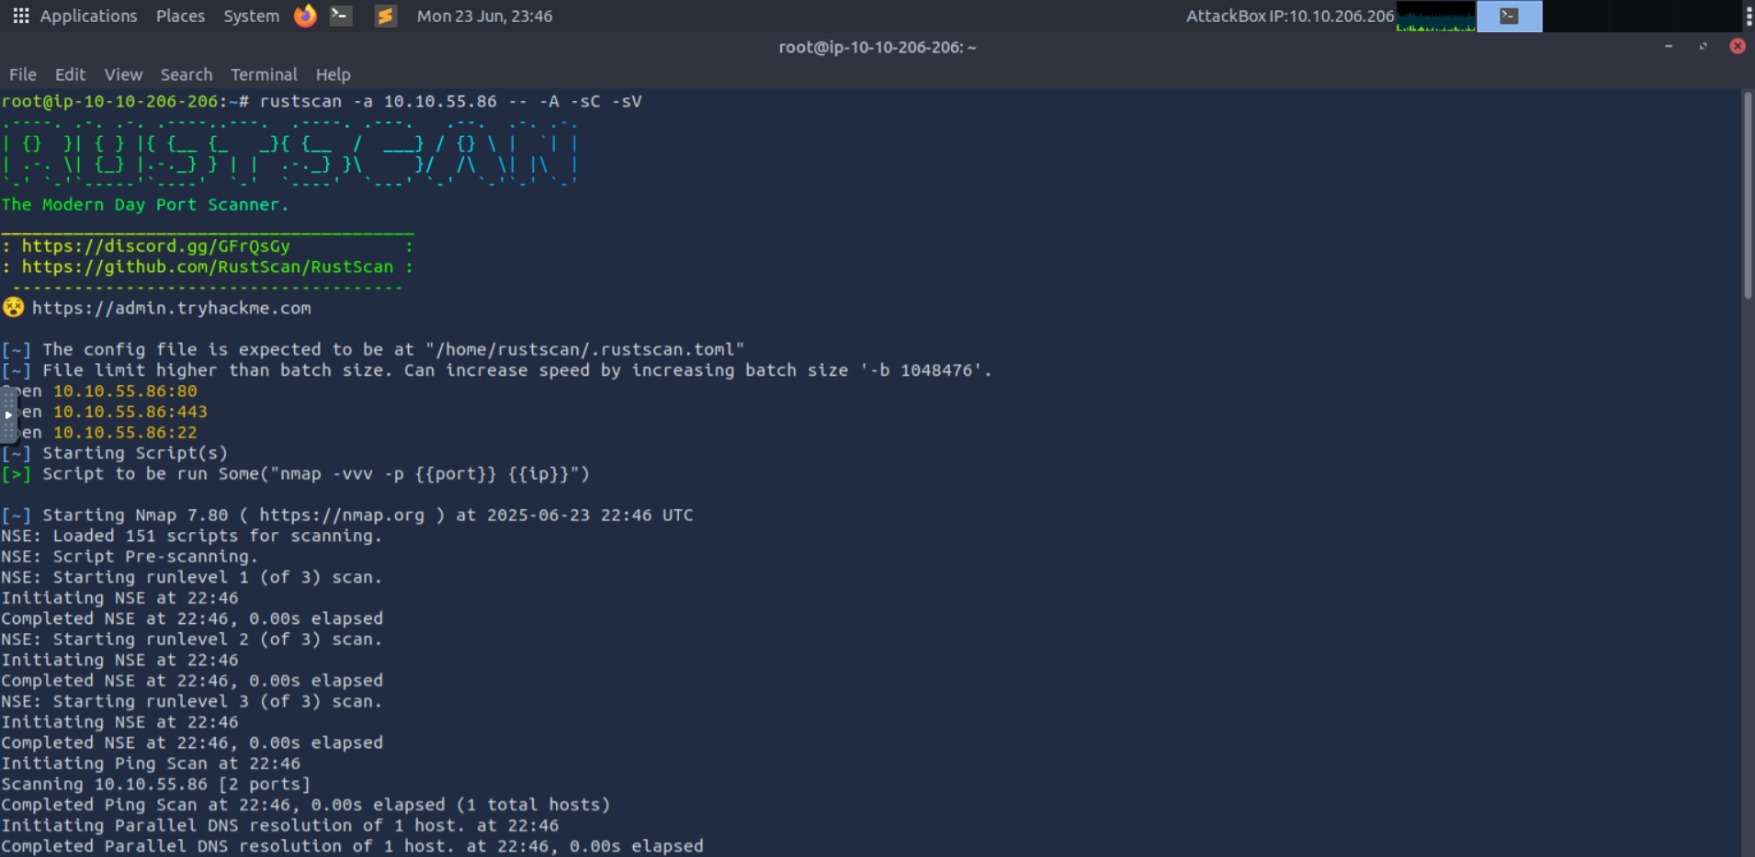 Applications Places System Mon 23 Jun, 23:46 AttackBox IP:10.10.206.206
root@ip-10-10-206-206: ~
File Edit View Search Terminal Help
root@ip-10-10-206-206:~# rustscan -a 10.10.55.86 -- -A -sC -sV
.----. .-. .-. .----..---.  .----. .---.   .--.  .-. .-.
| {}  }| { } |{ {__ {_   _}{ {__  /  ___} / {} \ |  `| |
| .-. \| {_} |.-._} } | |  .-._} }\     }/  /\  \| |\  |
`-' `-'`-----'`----'  `-'  `----'  `---' `-'  `-'`-' `-'
The Modern Day Port Scanner.
________________________________________
: https://discord.gg/GFrQsGy           :
: https://github.com/RustScan/RustScan :
 --------------------------------------
😵 https://admin.tryhackme.com
[~] The config file is expected to be at "/home/rustscan/.rustscan.toml"
[~] File limit higher than batch size. Can increase speed by increasing batch size '-b 1048476'.
en 10.10.55.86:80
en 10.10.55.86:443
en 10.10.55.86:22
[~] Starting Script(s)
[>] Script to be run Some("nmap -vvv -p {{port}} {{ip}}")
[~] Starting Nmap 7.80 ( https://nmap.org ) at 2025-06-23 22:46 UTC
NSE: Loaded 151 scripts for scanning.
NSE: Script Pre-scanning.
NSE: Starting runlevel 1 (of 3) scan.
Initiating NSE at 22:46
Completed NSE at 22:46, 0.00s elapsed
NSE: Starting runlevel 2 (of 3) scan.
Initiating NSE at 22:46
Completed NSE at 22:46, 0.00s elapsed
NSE: Starting runlevel 3 (of 3) scan.
Initiating NSE at 22:46
Completed NSE at 22:46, 0.00s elapsed
Initiating Ping Scan at 22:46
Scanning 10.10.55.86 [2 ports]
Completed Ping Scan at 22:46, 0.00s elapsed (1 total hosts)
Initiating Parallel DNS resolution of 1 host. at 22:46
Completed Parallel DNS resolution of 1 host. at 22:46, 0.00s elapsed